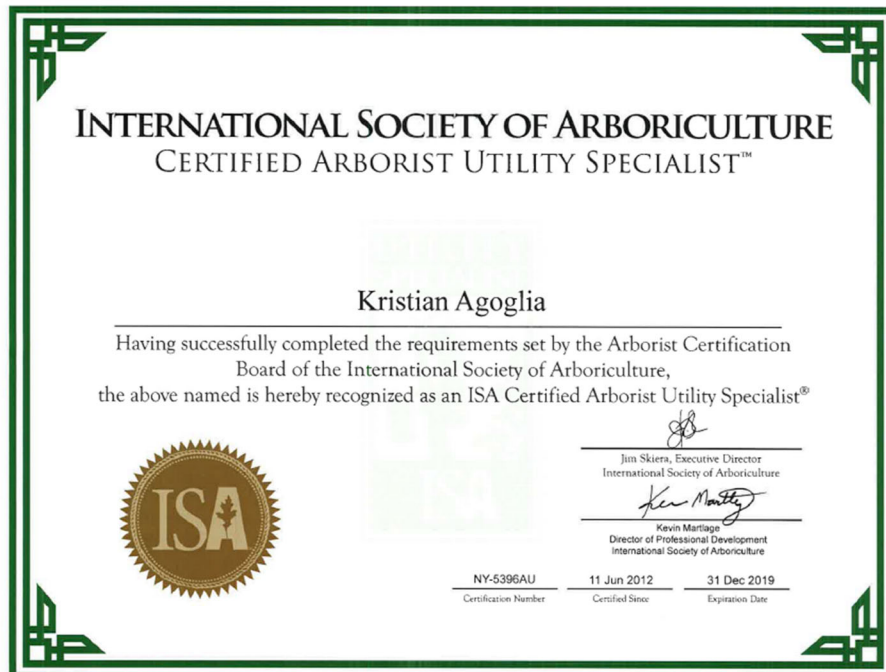 INTERNATIONAL SOCIETY OF ARBORICULTURE
CERTIFIED ARBORIST UTILITY SPECIALIST™
Kristian Agoglia
Having successfully completed the requirements set by the Arborist Certification
Board of the International Society of Arboriculture,
the above named is hereby recognized as an ISA Certified Arborist Utility Specialist®
Jim Skiera, Executive Director
International Society of Arboriculture
Kevin Martlage
Director of Professional Development
International Society of Arboriculture
ISA
NY-5396AU 11 Jun 2012 31 Dec 2019
Certification Number Certified Since Expiration Date